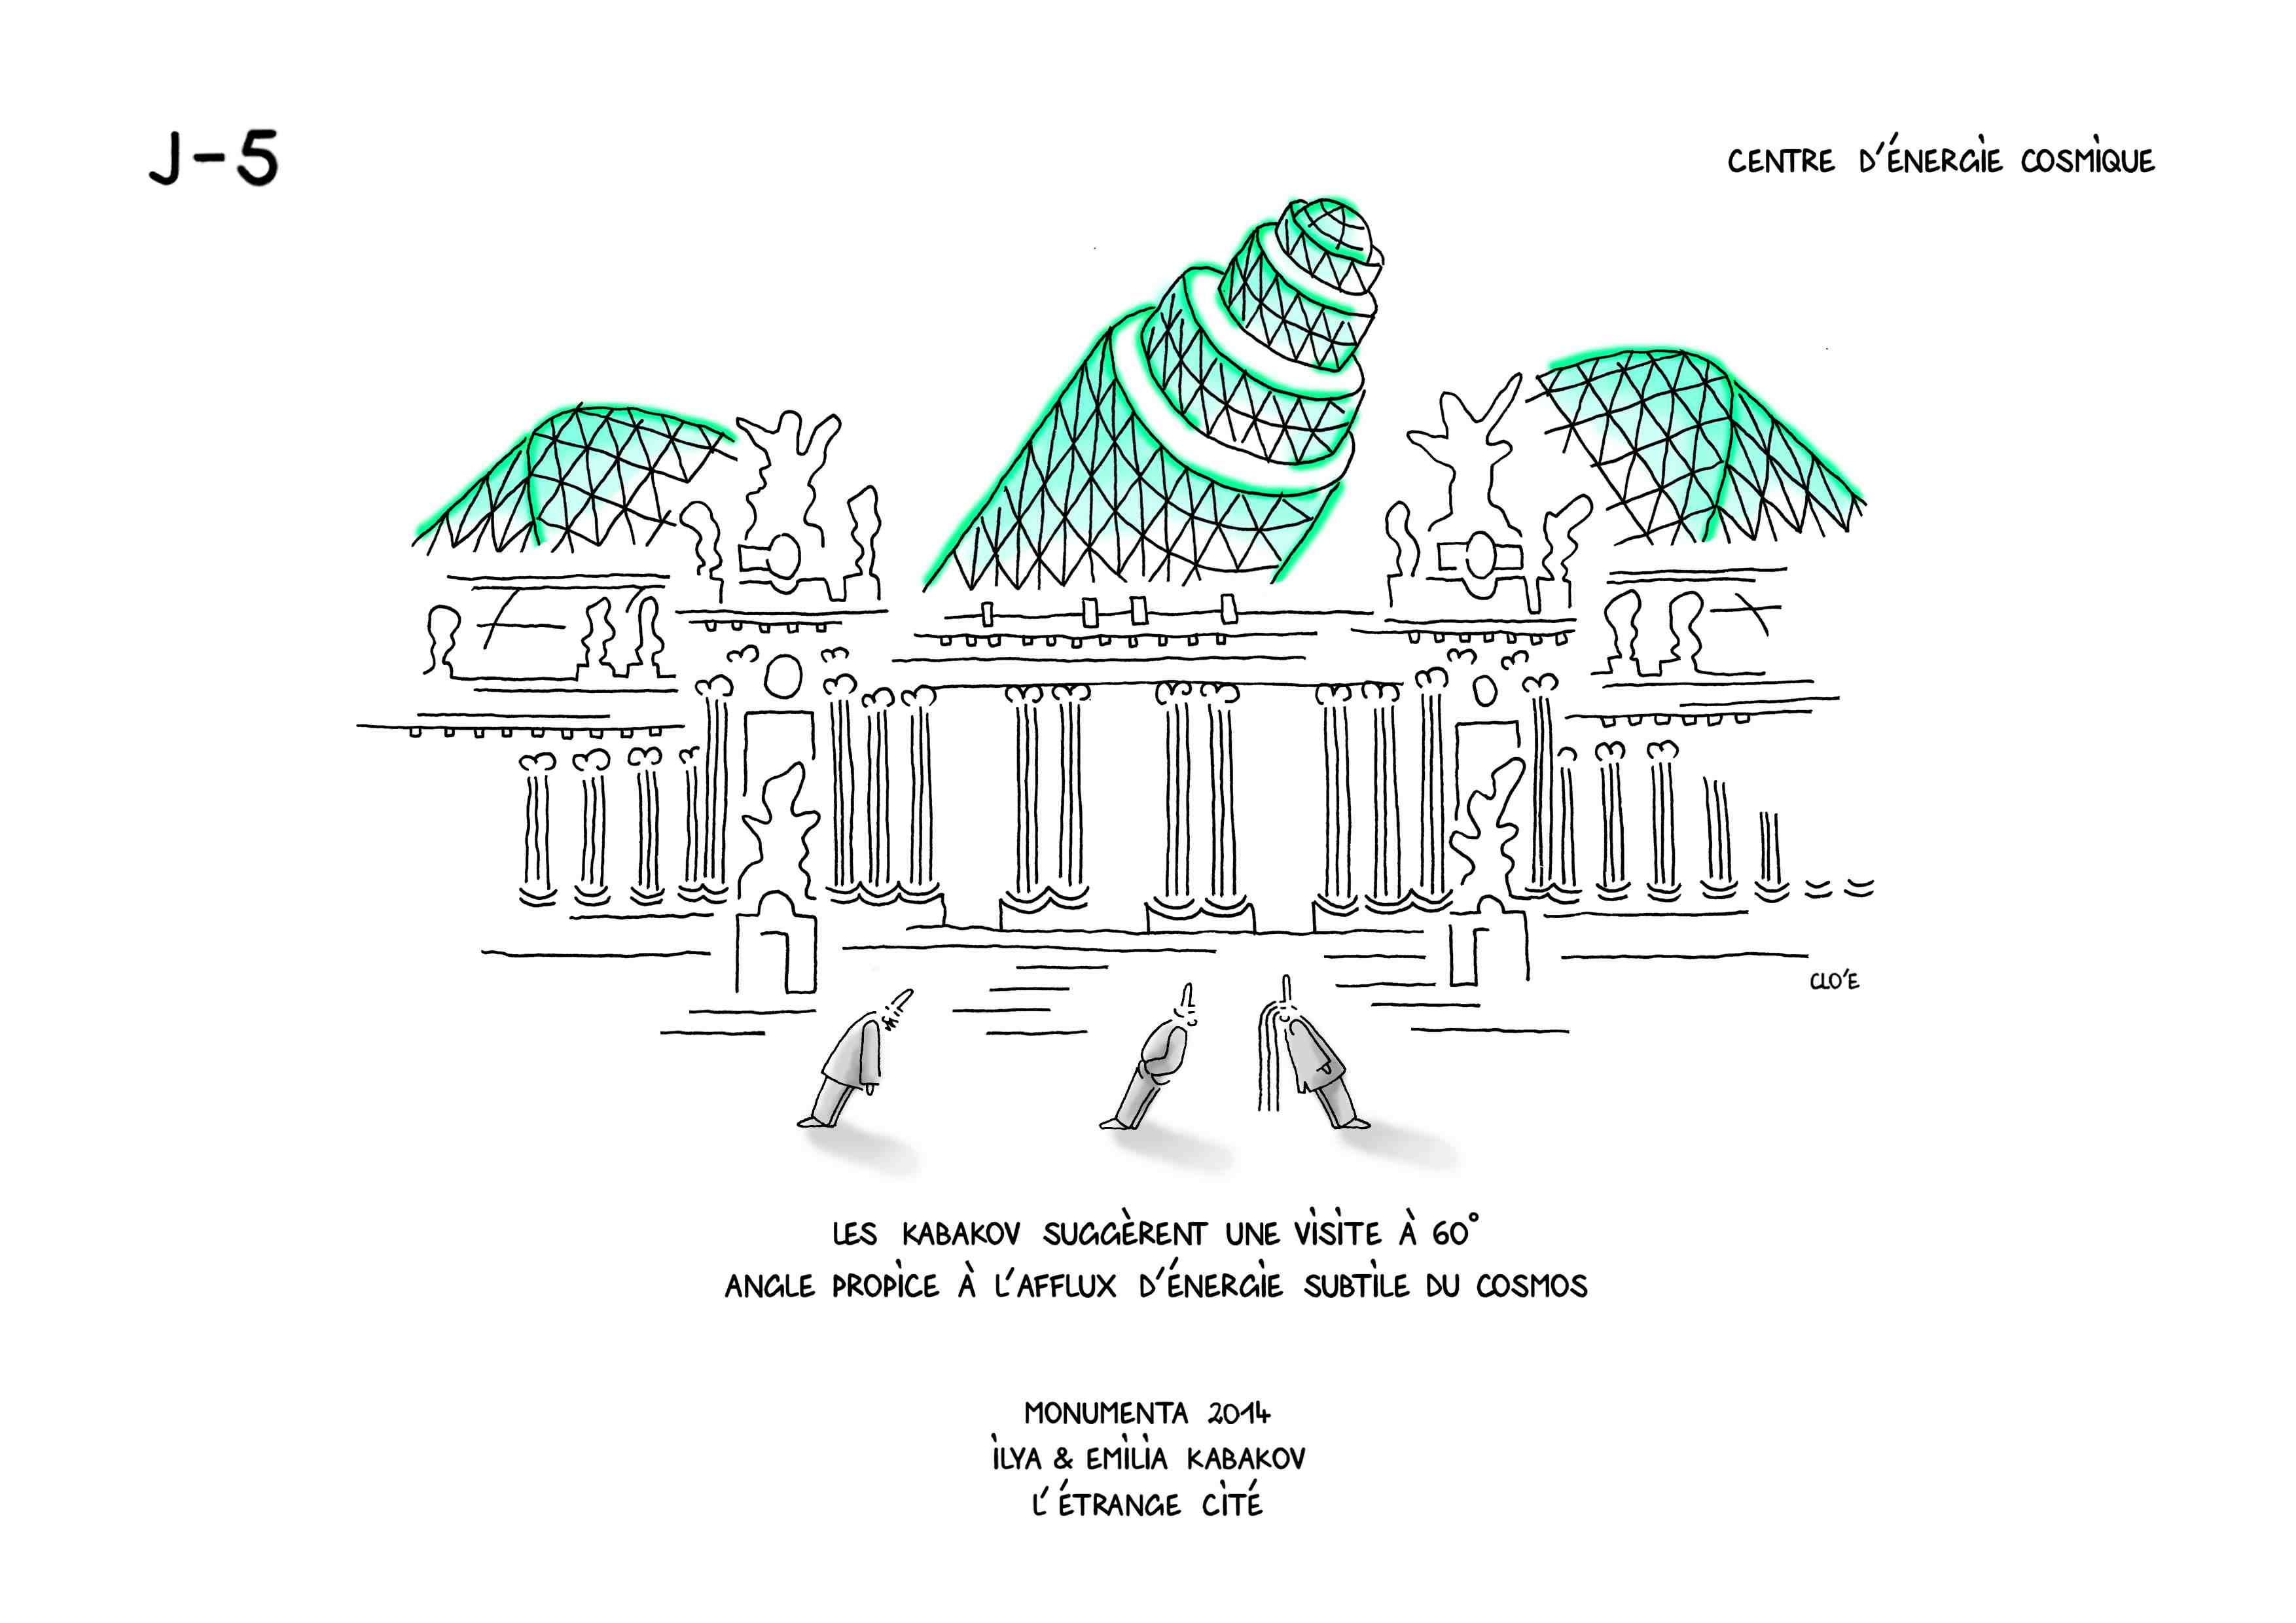 J-5
CENTRE D'ÉNERGIE COSMIQUE
CLO'E
LES KABAKOV SUGGÈRENT UNE VISITE À 60°
ANGLE PROPICE À L'AFFLUX D'ÉNERGIE SUBTILE DU COSMOS
MONUMENTA 2014
ILYA & EMILIA KABAKOV
L'ÉTRANGE CITÉ